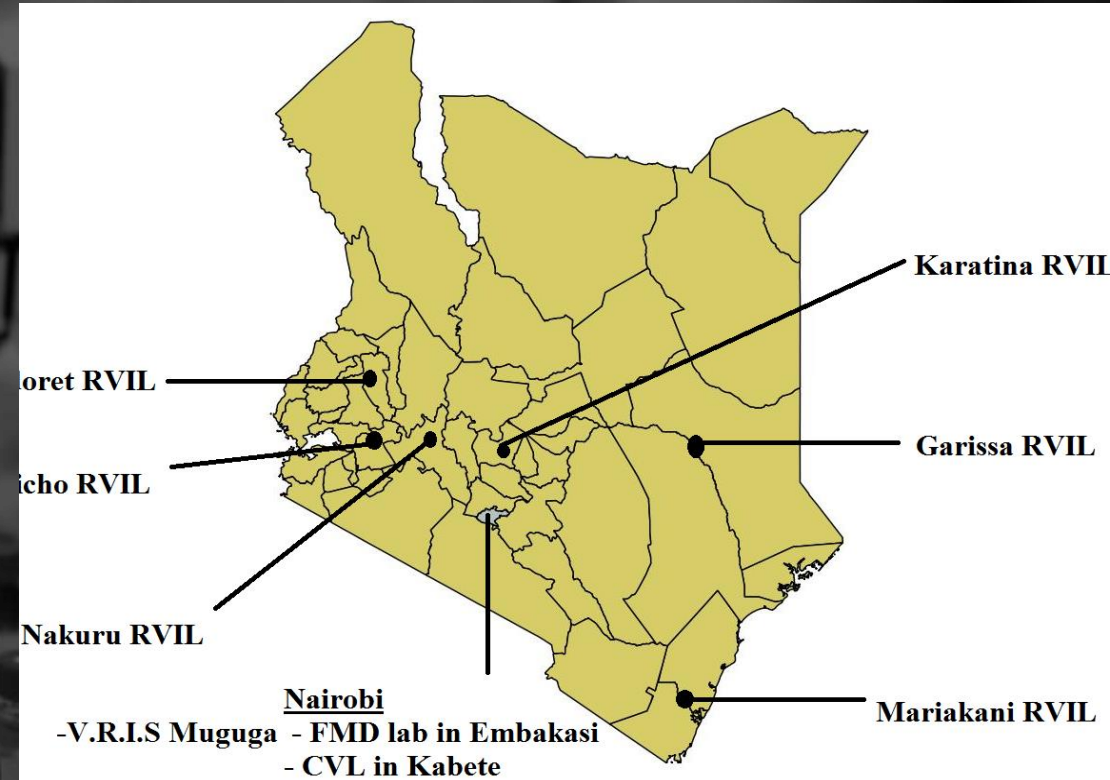 Karatina RVIL
loret RVIL
Garissa RVIL
icho RVIL
Nakuru RVIL
Nairobi
-V.R.I.S Muguga - FMD lab in Embakasi
- CVL in Kabete
Mariakani RVIL